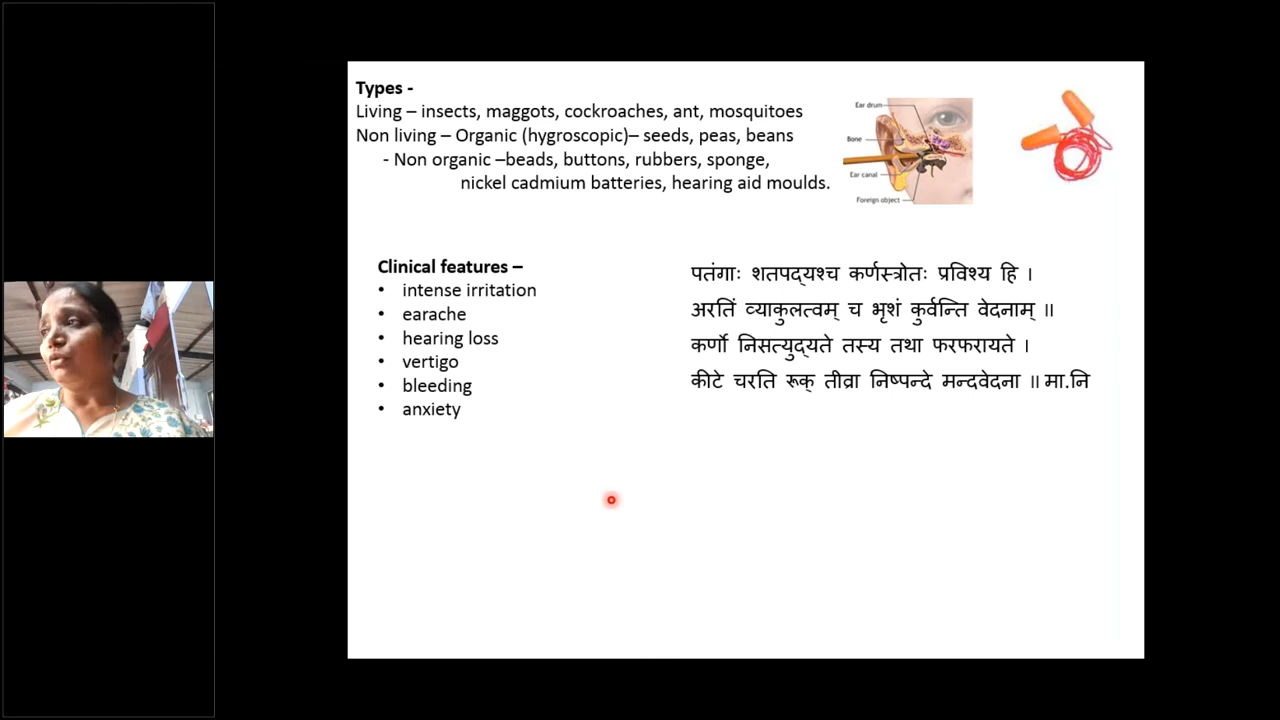 Types -
Living – insects, maggots, cockroaches, ant, mosquitoes
Non living – Organic (hygroscopic)– seeds, peas, beans
- Non organic –beads, buttons, rubbers, sponge,
nickel cadmium batteries, hearing aid moulds.
Ear drum
Bone
Ear canal
Foreign object
Clinical features –
• intense irritation
• earache
• hearing loss
• vertigo
• bleeding
• anxiety
पतंगाः शतपद्यश्च कर्णस्त्रोतः प्रविश्य हि ।
अरतिं व्याकुलत्वम् च भृशं कुर्वन्ति वेदनाम् ॥
कर्णो निसत्युद्यते तस्य तथा फरफरायते ।
कीटे चरति रूक् तीव्रा निष्पन्दे मन्दवेदना ॥ मा.नि